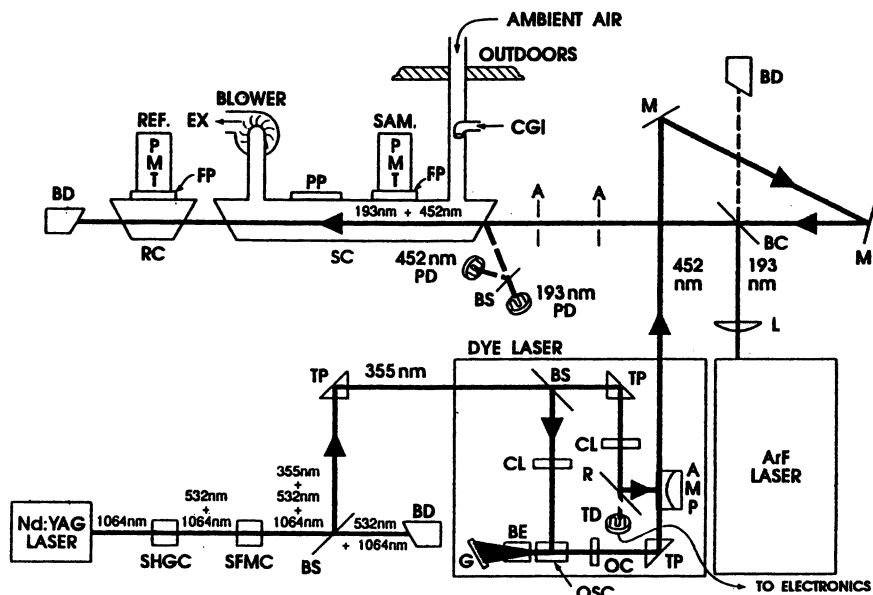 AMBIENT AIR
OUTDOORS
BD
BLOWER
REF.
EX
SAM.
CGI
M
PMT
FP
PP
PMT
FP
A
A
BD
193nm + 452nm
RC
SC
BC
M
452nm
PD
BS
193nm
PD
452
nm
193
nm
L
DYE LASER
TP
355nm
BS
TP
CL
CL
ArF
LASER
355nm
+
532nm
+
1064nm
532nm
+
1064nm
R
AMP
BD
Nd:YAG
LASER
1064nm
532nm
+ 1064nm
TD
BE
G
SHGC
SFMC
BS
OC
TP
OSC
TO ELECTRONICS